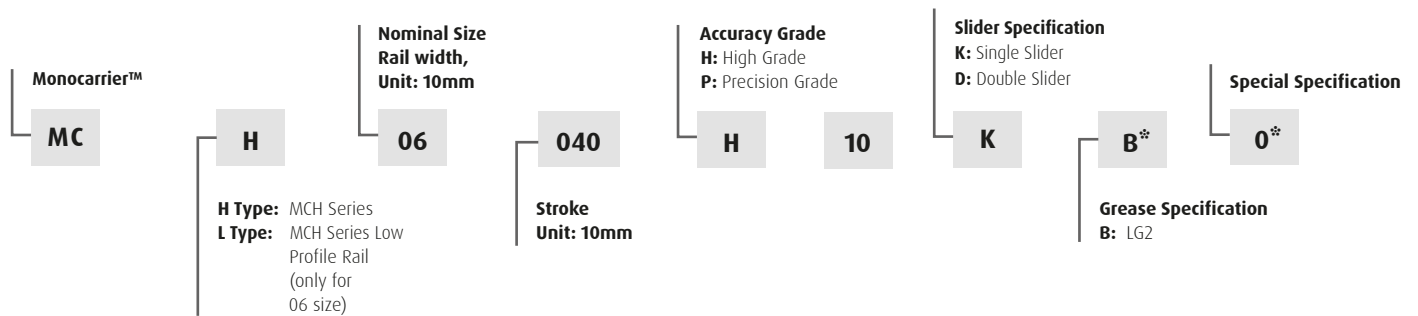 Monocarrier™
Nominal Size
Rail width,
Unit: 10mm
Accuracy Grade
H: High Grade
P: Precision Grade
Slider Specification
K: Single Slider
D: Double Slider
Special Specification
MC H 06 040 H 10 K B* 0*
H Type: MCH Series
L Type: MCH Series Low
Profile Rail
(only for
06 size)
Stroke
Unit: 10mm
Grease Specification
B: LG2